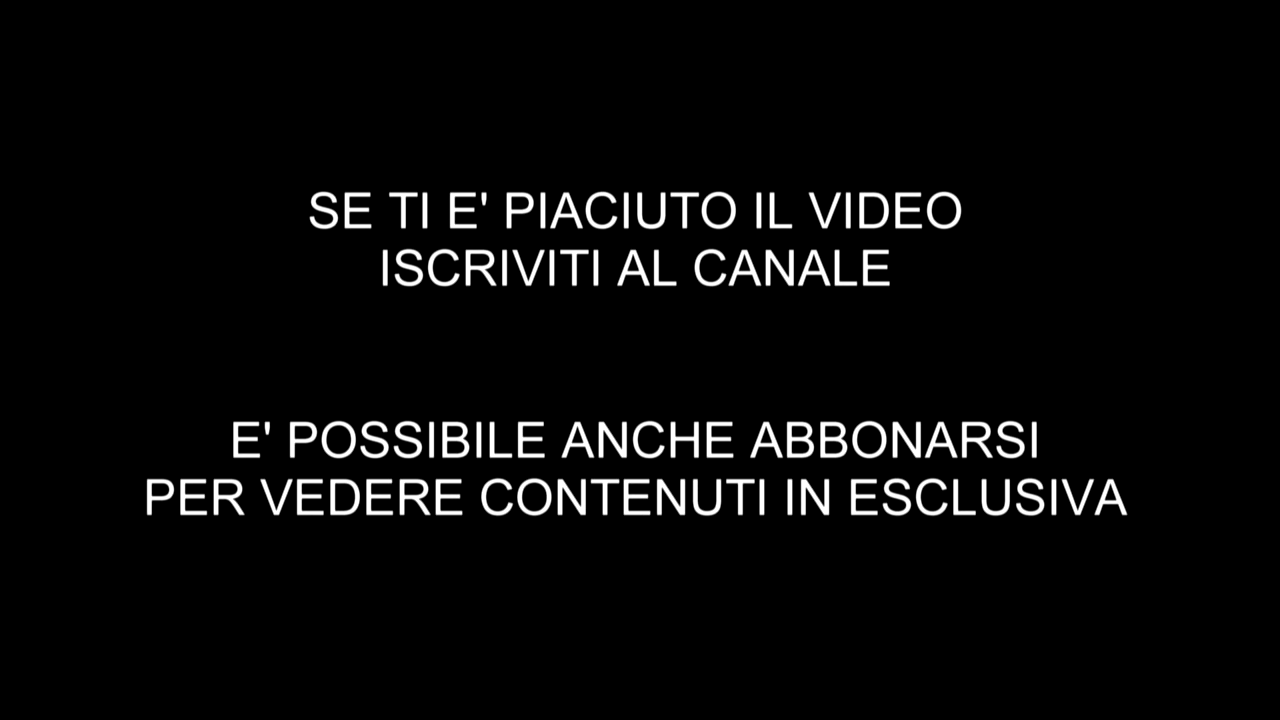 SE TI E' PIACIUTO IL VIDEO
ISCRIVITI AL CANALE
E' POSSIBILE ANCHE ABBONARSI
PER VEDERE CONTENUTI IN ESCLUSIVA